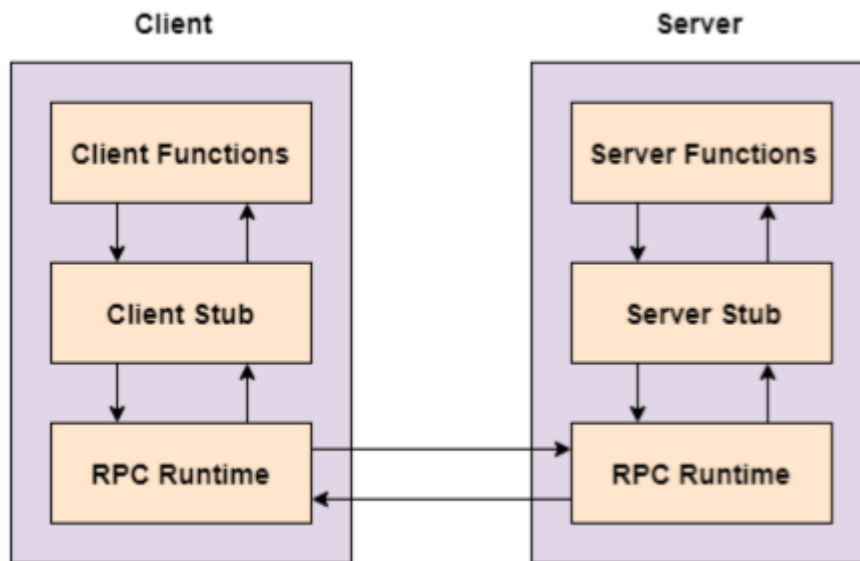 Client
Server
Client Functions
Server Functions
Client Stub
Server Stub
RPC Runtime
RPC Runtime